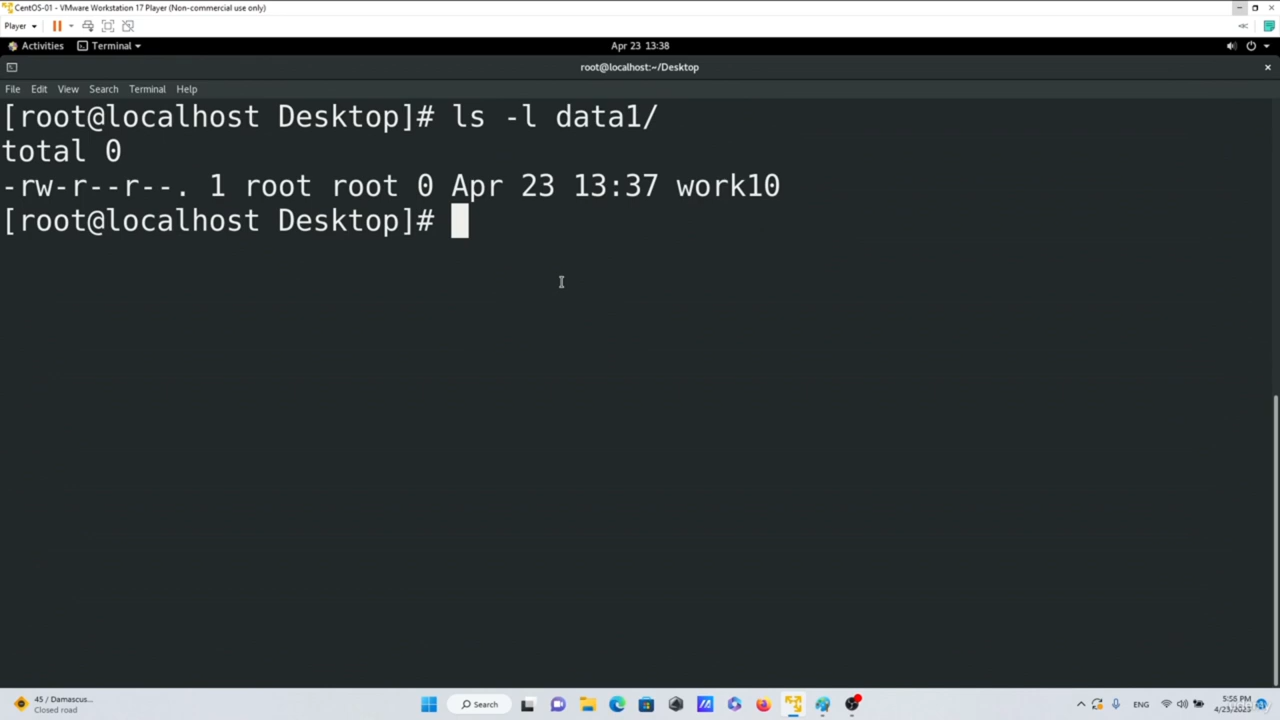 CentOS-01 - VMware Workstation 17 Player (Non-commercial use only)
Player
Activities Terminal Apr 23 13:38
root@localhost:~/Desktop
File Edit View Search Terminal Help
[root@localhost Desktop]# ls -l data1/
total 0
-rw-r--r--. 1 root root 0 Apr 23 13:37 work10
[root@localhost Desktop]#
45 / Damascus...
Closed road
Search
ENG
5:55 PM
4/23/2023